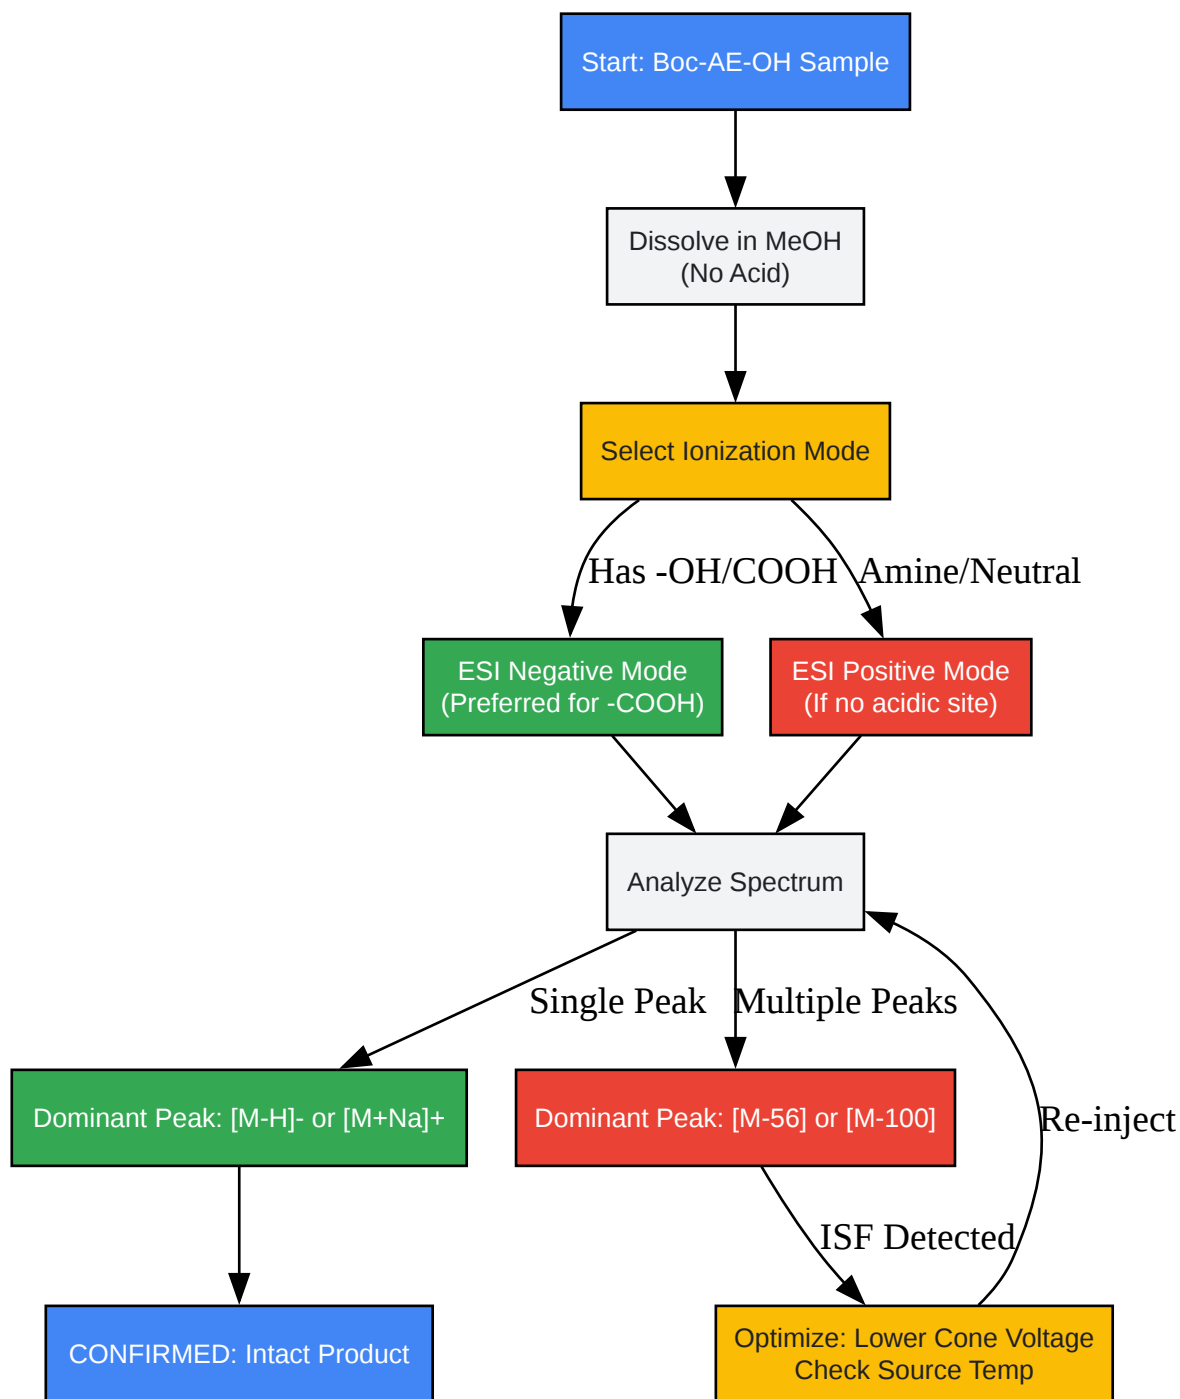 Start: Boc-AE-OH Sample
Dissolve in MeOH
(No Acid)
Select Ionization Mode
Has -OH/COOH
Amine/Neutral
ESI Negative Mode
(Preferred for -COOH)
ESI Positive Mode
(If no acidic site)
Analyze Spectrum
Single Peak
Multiple Peaks
Dominant Peak: [M-H]- or [M+Na]+
Dominant Peak: [M-56] or [M-100]
Re-inject
ISF Detected
CONFIRMED: Intact Product
Optimize: Lower Cone Voltage
Check Source Temp